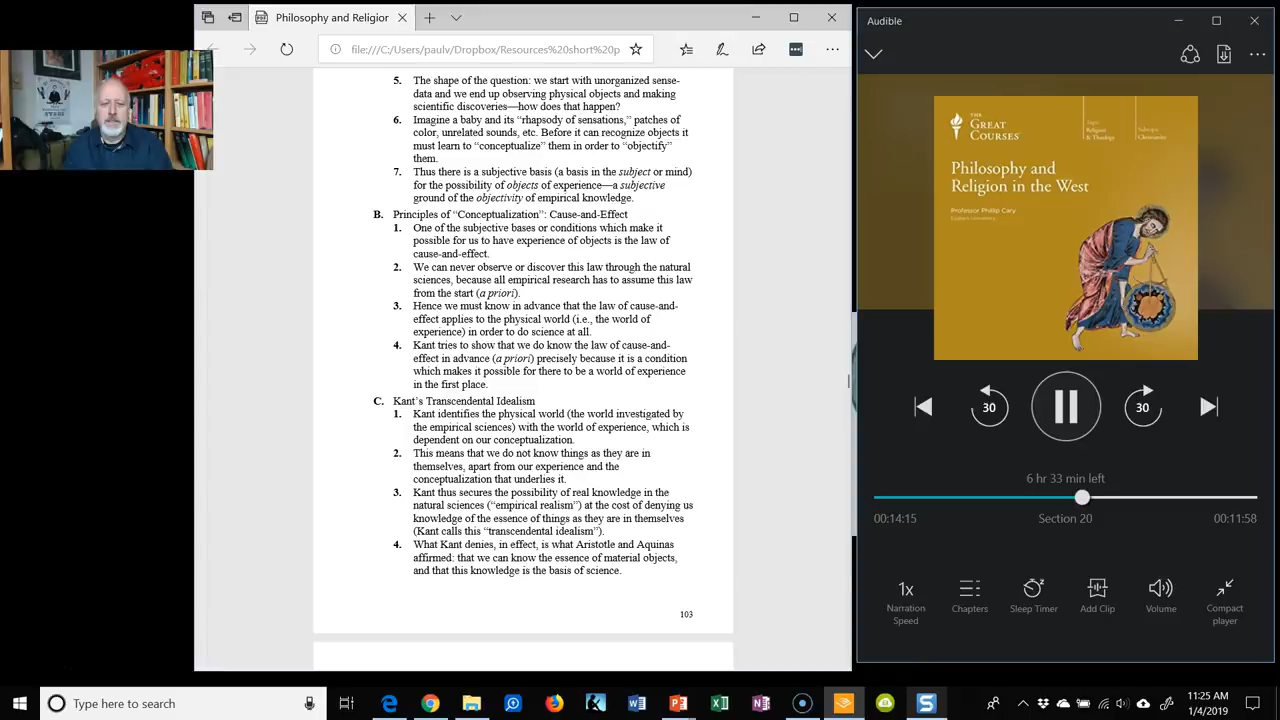 Philosophy and Religior
file:///C:/Users/paulv/Dropbox/Resources%20short%20p
5. The shape of the question: we start with unorganized sense-
data and we end up observing physical objects and making
scientific discoveries—how does that happen?
6. Imagine a baby and its “rhapsody of sensations,” patches of
color, unrelated sounds, etc. Before it can recognize objects it
must learn to “conceptualize” them in order to “objectify”
them.
7. Thus there is a subjective basis (a basis in the subject or mind)
for the possibility of objects of experience—a subjective
ground of the objectivity of empirical knowledge.
B. Principles of “Conceptualization”: Cause-and-Effect
1. One of the subjective bases or conditions which make it
possible for us to have experience of objects is the law of
cause-and-effect.
2. We can never observe or discover this law through the natural
sciences, because all empirical research has to assume this law
from the start (a priori).
3. Hence we must know in advance that the law of cause-and-
effect applies to the physical world (i.e., the world of
experience) in order to do science at all.
4. Kant tries to show that we do know the law of cause-and-
effect in advance (a priori) precisely because it is a condition
which makes it possible for there to be a world of experience
in the first place.
C. Kant’s Transcendental Idealism
1. Kant identifies the physical world (the world investigated by
the empirical sciences) with the world of experience, which is
dependent on our conceptualization.
2. This means that we do not know things as they are in
themselves, apart from our experience and the
conceptualization that underlies it.
3. Kant thus secures the possibility of real knowledge in the
natural sciences (“empirical realism”) at the cost of denying us
knowledge of the essence of things as they are in themselves
(Kant calls this “transcendental idealism”).
4. What Kant denies, in effect, is what Aristotle and Aquinas
affirmed: that we can know the essence of material objects,
and that this knowledge is the basis of science.
103
Audible
THE
GREAT
COURSES
Topic
Religion
& Theology
Subtopic
Christianity
Philosophy and
Religion in the West
Professor Phillip Cary
Eastern University
30
30
6 hr 33 min left
00:14:15
Section 20
00:11:58
1x
Narration
Speed
Chapters
Sleep Timer
Add Clip
Volume
Compact
player
Type here to search
11:25 AM
1/4/2019